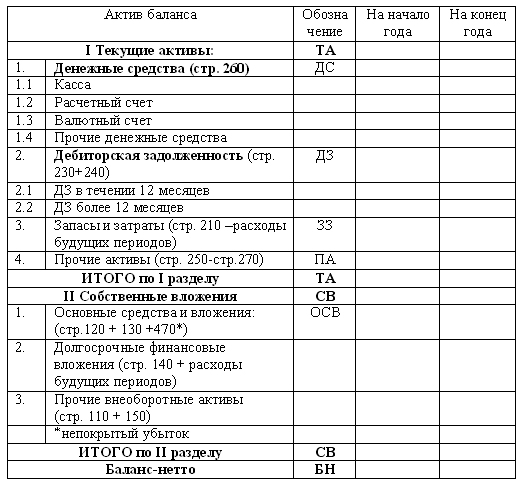 Актив баланса
Обозна
чение
На начало
года
На конец
года
I Текущие активы:
ТА
1.
Денежные средства (стр. 260)
ДС
1.1
Касса
1.2
Расчетный счет
1.3
Валютный счет
1.4
Прочие денежные средства
2.
Дебиторская задолженность (стр.
230+240)
ДЗ
2.1
ДЗ в течении 12 месяцев
2.2
ДЗ более 12 месяцев
3.
Запасы и затраты (стр. 210 –расходы
будущих периодов)
ЗЗ
4.
Прочие активы (стр. 250-стр.270)
ПА
ИТОГО по I разделу
ТА
II Собственные вложения
СВ
1.
Основные средства и вложения:
(стр.120 + 130 +470*)
ОСВ
2.
Долгосрочные финансовые
вложения (стр. 140 + расходы
будущих периодов)
3.
Прочие внеоборотные активы
(стр. 110 + 150)
*непокрытый убыток
ИТОГО по II разделу
СВ
Баланс-нетто
БН